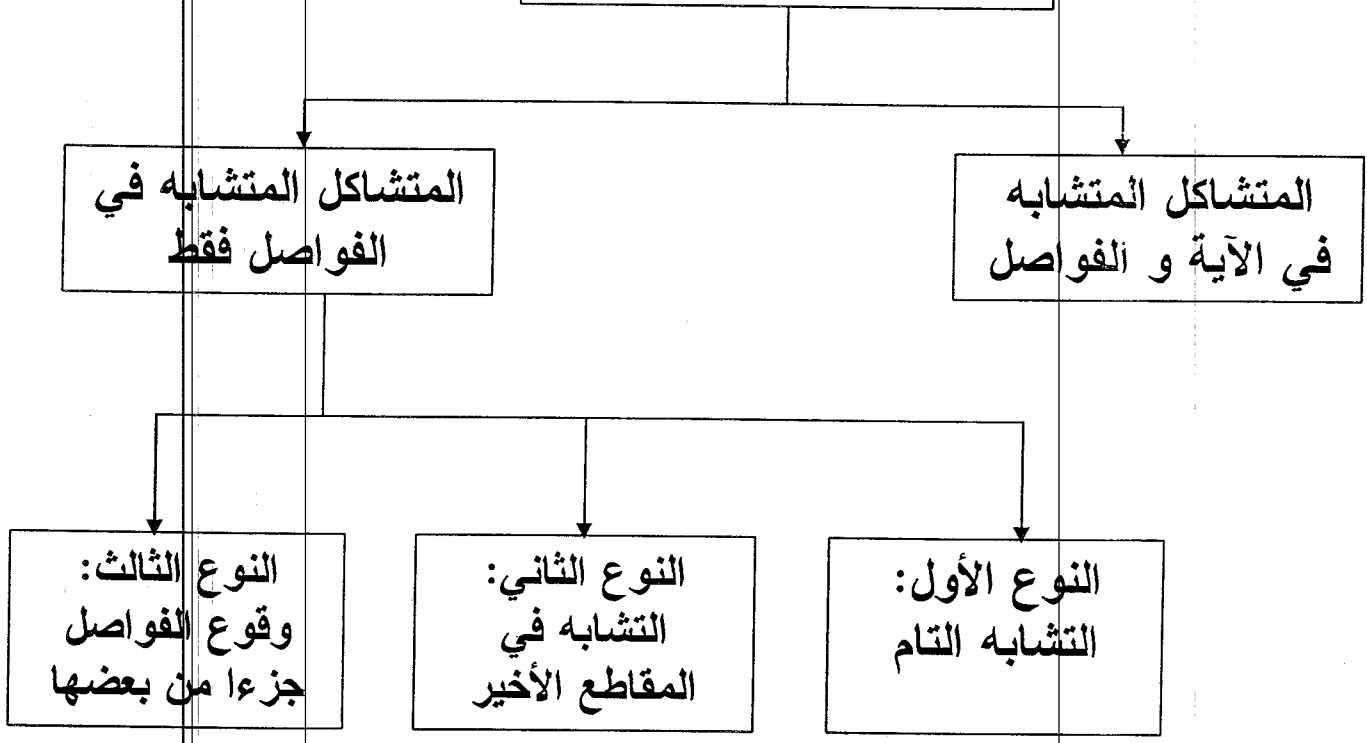 المتشاكل المتشابه
في الآية و الفواصل
المتشاكل المتشابه في
الفواصل فقط
النوع الأول:
التشابه التام
النوع الثاني:
التشابه في
المقاطع الأخير
النوع الثالث:
وقوع الفواصل
جزءا من بعضها